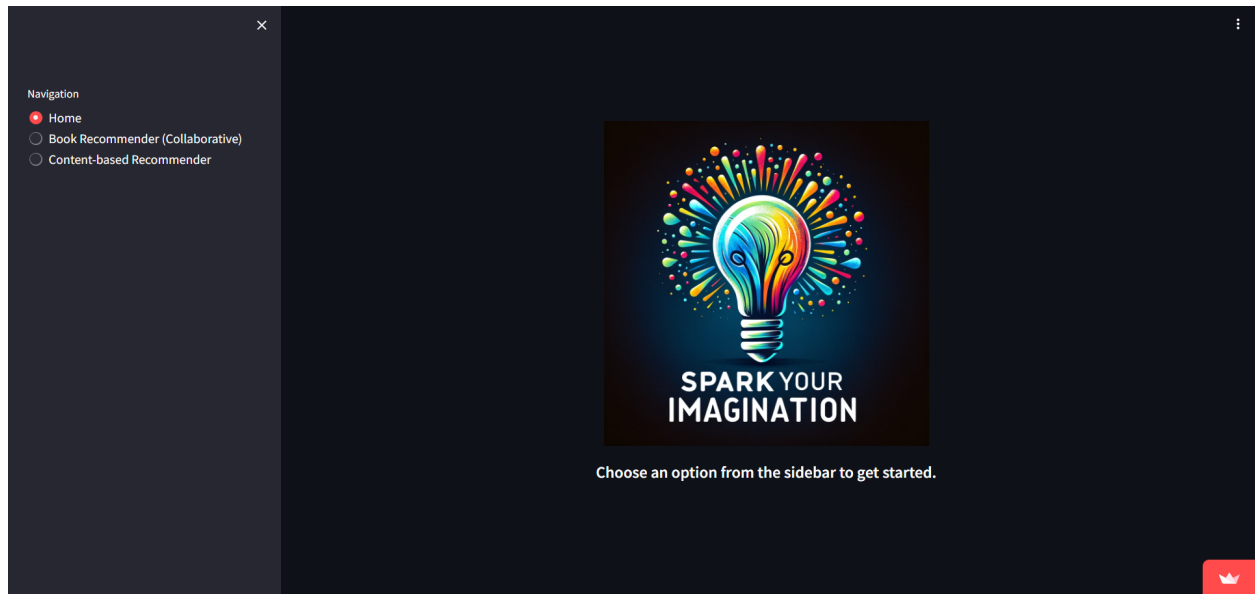 Navigation
Home
Book Recommender (Collaborative)
Content-based Recommender
SPARK YOUR
IMAGINATION
Choose an option from the sidebar to get started.